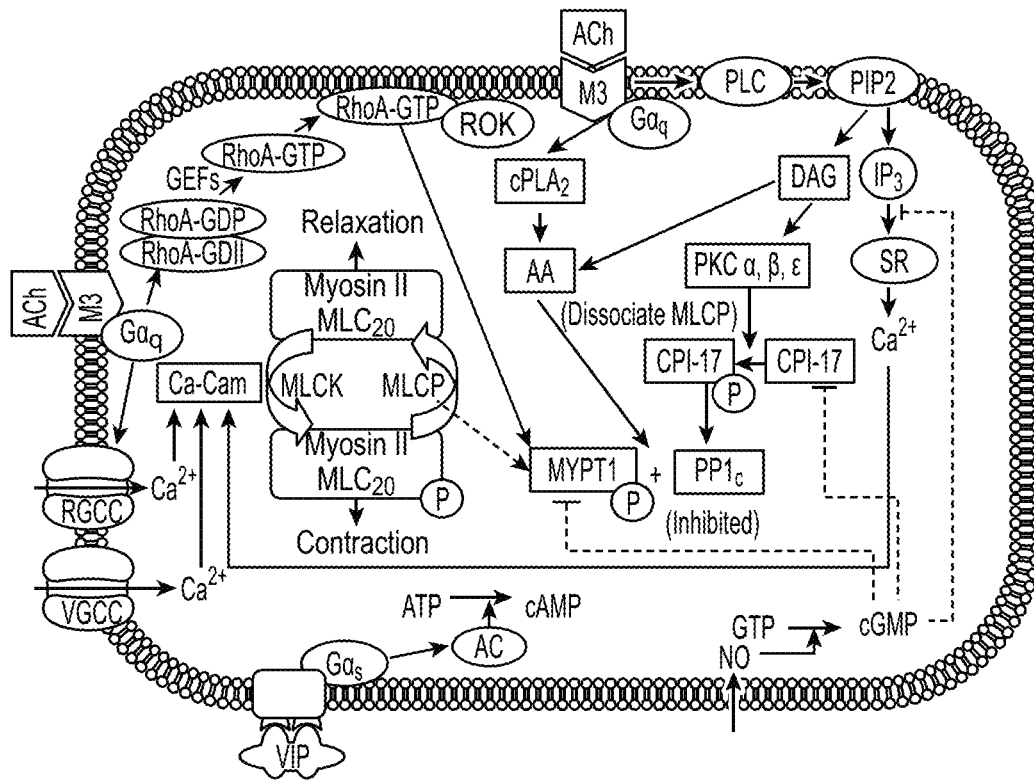 ACh
M3
Gαq
PLC
PIP2
RhoA-GTP
ROK
RhoA-GTP
GEFs
RhoA-GDP
RhoA-GDII
cPLA2
DAG
IP3
Relaxation
AA
PKC α, β, ε
SR
ACh
M3
Gαq
Myosin II
MLC20
(Dissociate MLCP)
Ca2+
CPI-17
P
CPI-17
Ca-Cam
MLCK
MLCP
Myosin II
MLC20
P
MYPT1
P
+
PP1c
(Inhibited)
RGCC
Ca2+
Contraction
VGCC
Ca2+
ATP
cAMP
AC
GTP
cGMP
NO
Gαs
VIP